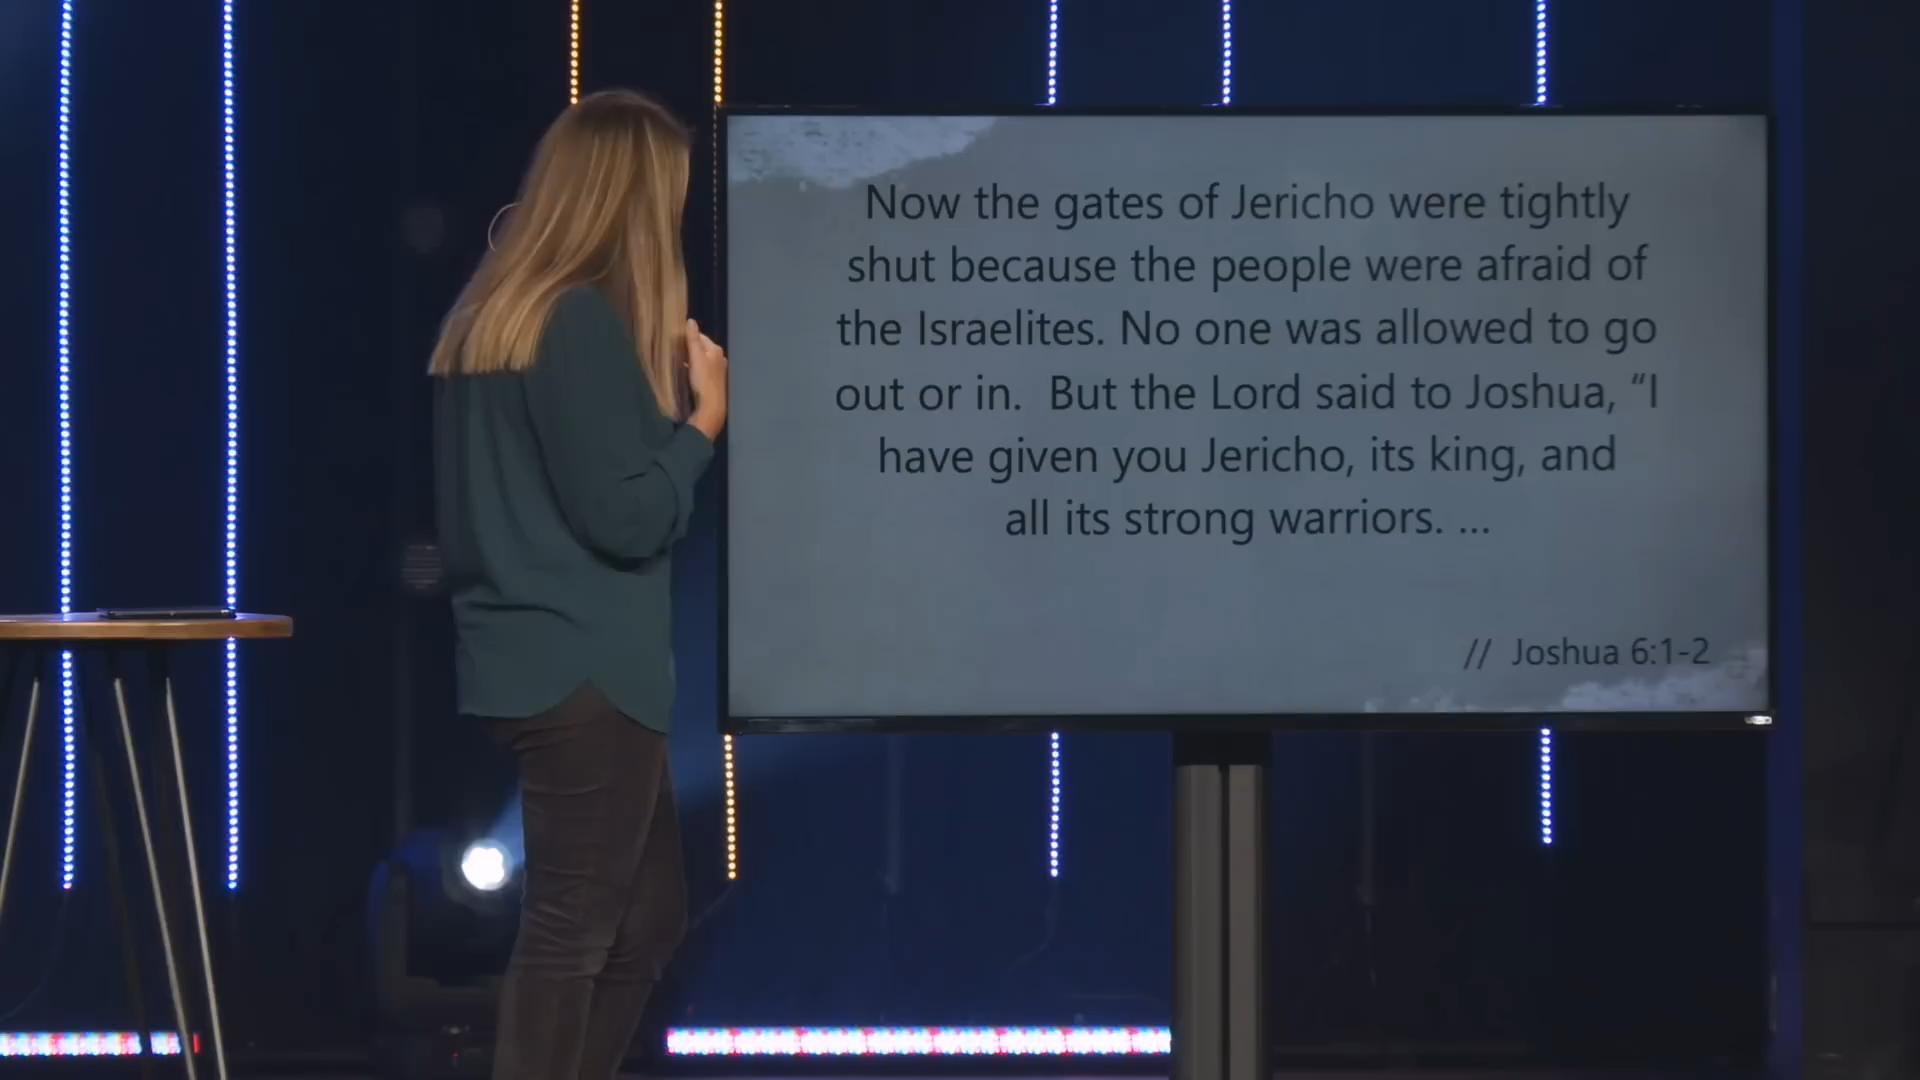 Now the gates of Jericho were tightly
shut because the people were afraid of
the Israelites. No one was allowed to go
out or in.  But the Lord said to Joshua, “I
have given you Jericho, its king, and
all its strong warriors. ...
// Joshua 6:1-2